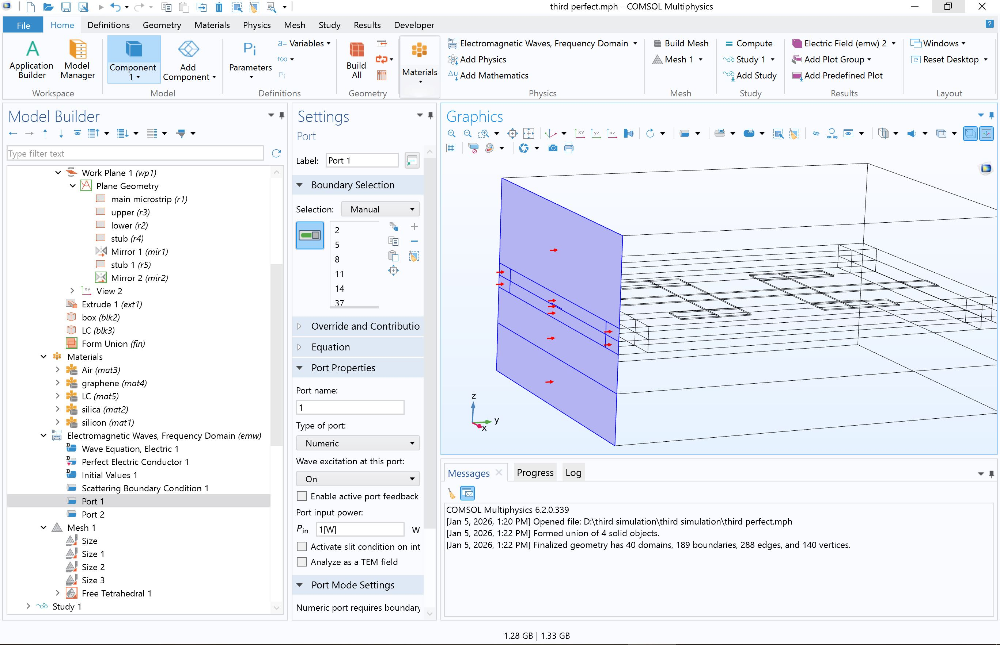 third perfect.mph - COMSOL Multiphysics
File Home Definitions Geometry Materials Physics Mesh Study Results Developer
Application Builder
Model Manager
Workspace
Component 1
Add Component
Model
Pi
Parameters
a= Variables
f(x)
Pi
Definitions
Build All
Geometry
Materials
Electromagnetic Waves, Frequency Domain
Add Physics
Δu Add Mathematics
Physics
Build Mesh
Mesh 1
Mesh
= Compute
Study 1
Add Study
Study
Electric Field (emw) 2
Add Plot Group
Add Predefined Plot
Results
Windows
Reset Desktop
Layout
Model Builder
Type filter text
Work Plane 1 (wp1)
Plane Geometry
main microstrip (r1)
upper (r3)
lower (r2)
stub (r4)
Mirror 1 (mir1)
stub 1 (r5)
Mirror 2 (mir2)
xy View 2
Extrude 1 (ext1)
box (blk2)
LC (blk3)
Form Union (fin)
Materials
Air (mat3)
graphene (mat4)
LC (mat5)
silica (mat2)
silicon (mat1)
Electromagnetic Waves, Frequency Domain (emw)
Wave Equation, Electric 1
Perfect Electric Conductor 1
Initial Values 1
Scattering Boundary Condition 1
Port 1
Port 2
Mesh 1
Size
Size 1
Size 2
Size 3
Free Tetrahedral 1
Study 1
Settings
Port
Label: Port 1
Boundary Selection
Selection: Manual
2
5
8
11
14
37
Override and Contributio
Equation
Port Properties
Port name:
1
Type of port:
Numeric
Wave excitation at this port:
On
Enable active port feedback
Port input power:
Pin 1[W] W
Activate slit condition on int
Analyze as a TEM field
Port Mode Settings
Numeric port requires boundary
Graphics
xy yz xz
z
y
x
Messages Progress Log
COMSOL Multiphysics 6.2.0.339
[Jan 5, 2026, 1:20 PM] Opened file: D:\third simulation\third simulation\third perfect.mph
[Jan 5, 2026, 1:22 PM] Formed union of 4 solid objects.
[Jan 5, 2026, 1:22 PM] Finalized geometry has 40 domains, 189 boundaries, 288 edges, and 140 vertices.
1.28 GB | 1.33 GB